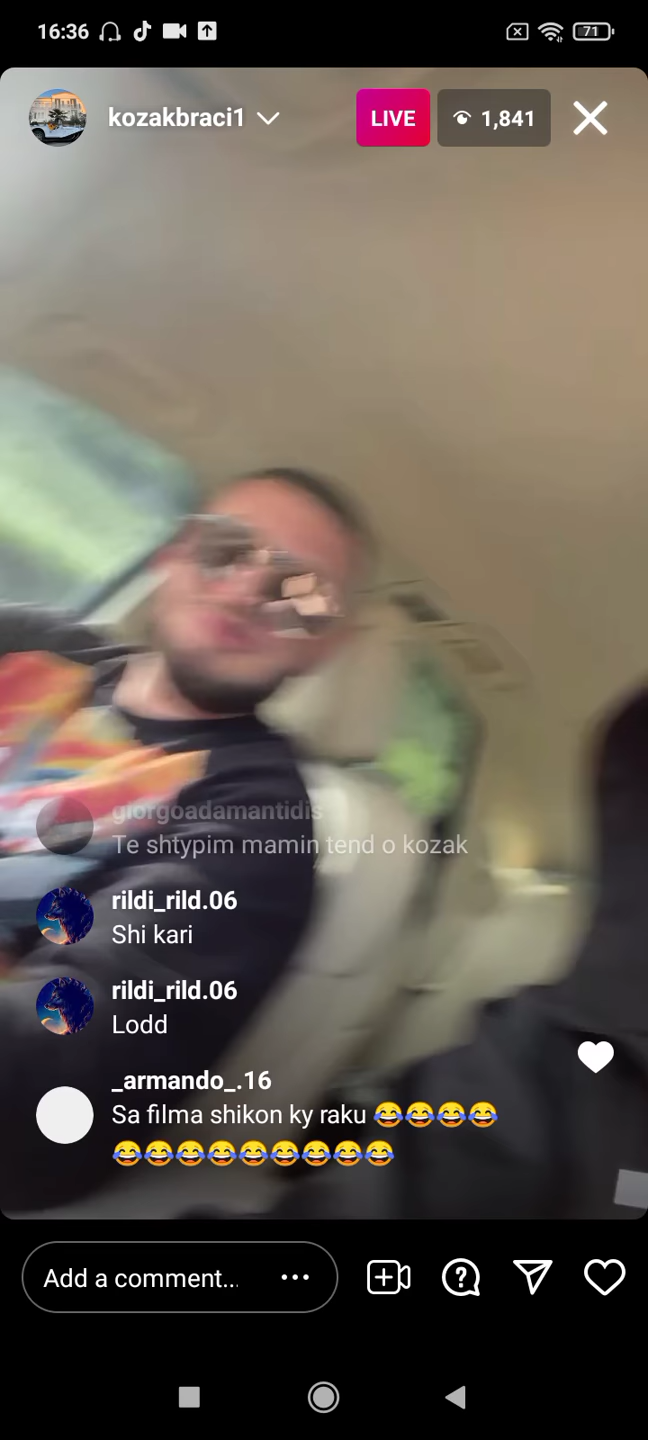 16:36
71
kozakbraci1
LIVE
1,841
giorgoadamantidis
Te shtypim mamin tend o kozak
rildi_rild.06
Shi kari
rildi_rild.06
Lodd
_armando_.16
Sa filma shikon ky raku 😂😂😂😂
😂😂😂😂😂😂😂😂😂
Add a comment...